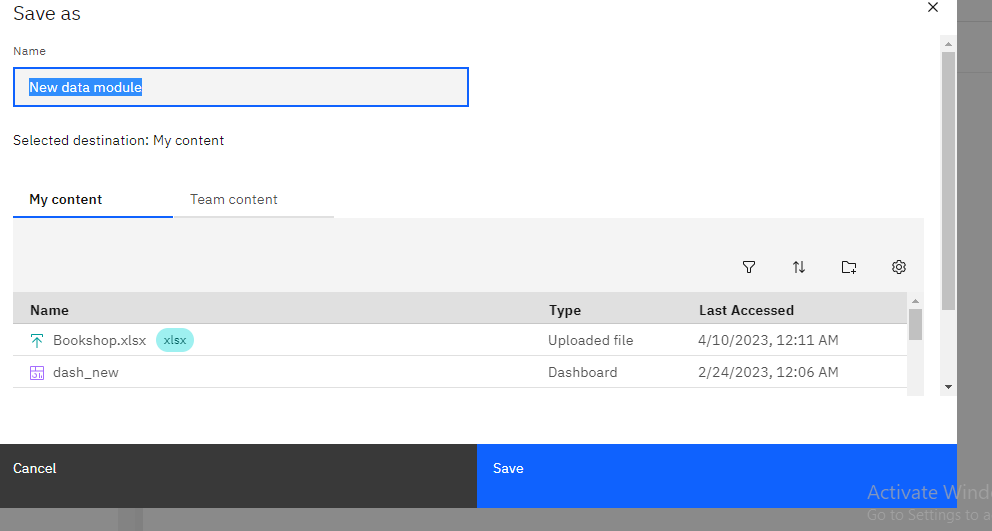 Save as
Name
New data module
Selected destination: My content
My content Team content
Name Type Last Accessed
Bookshop.xlsx xlsx Uploaded file 4/10/2023, 12:11 AM
dash_new Dashboard 2/24/2023, 12:06 AM
Cancel Save
Activate Wind
Go to Settings to a